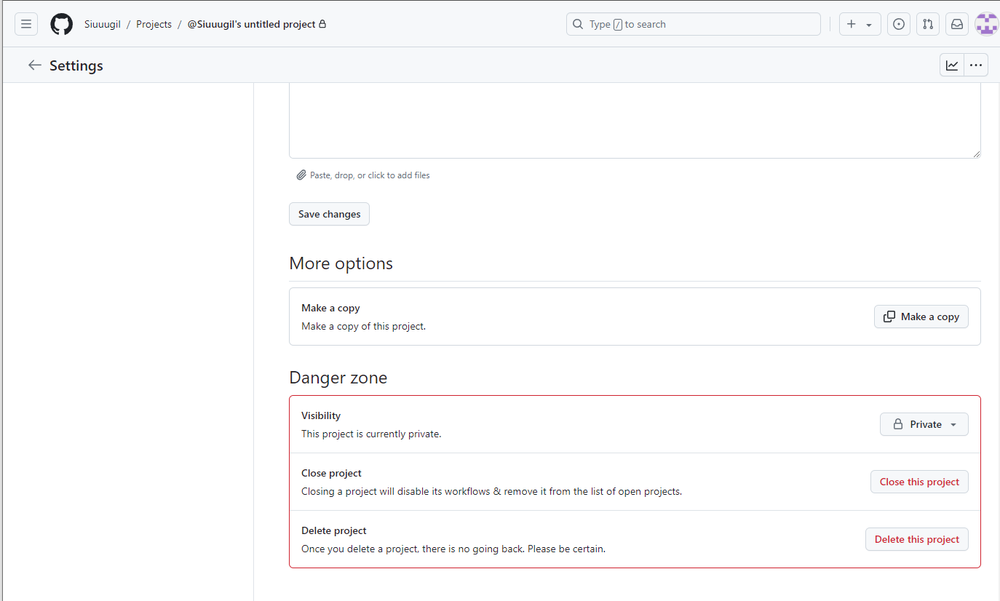 Siuuugil / Projects / @Siuuugil's untitled project
Type / to search
Settings
Paste, drop, or click to add files
Save changes
More options
Make a copy
Make a copy of this project.
Make a copy
Danger zone
Visibility
This project is currently private.
Private
Close project
Closing a project will disable its workflows & remove it from the list of open projects.
Close this project
Delete project
Once you delete a project, there is no going back. Please be certain.
Delete this project